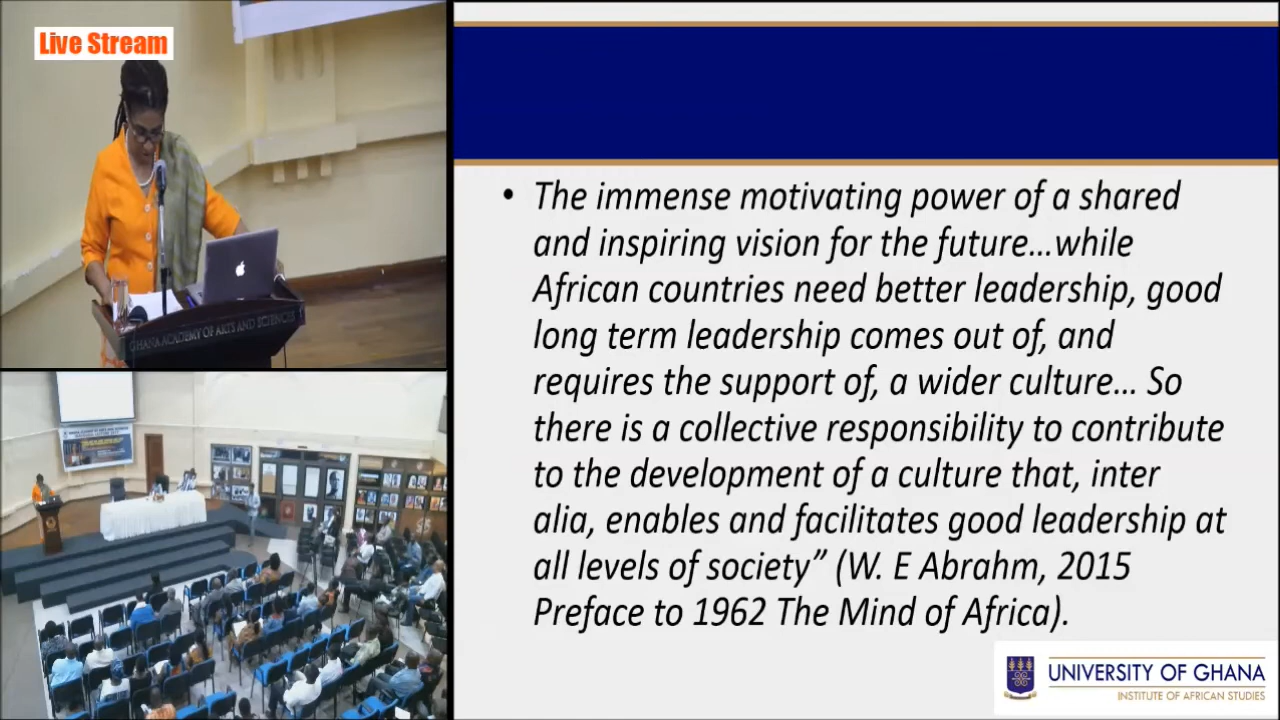 Live Stream
GHANA ACADEMY OF ARTS AND SCIENCES
• The immense motivating power of a shared
and inspiring vision for the future...while
African countries need better leadership, good
long term leadership comes out of, and
requires the support of, a wider culture... So
there is a collective responsibility to contribute
to the development of a culture that, inter
alia, enables and facilitates good leadership at
all levels of society” (W. E Abrahm, 2015
Preface to 1962 The Mind of Africa).
UNIVERSITY OF GHANA
INSTITUTE OF AFRICAN STUDIES